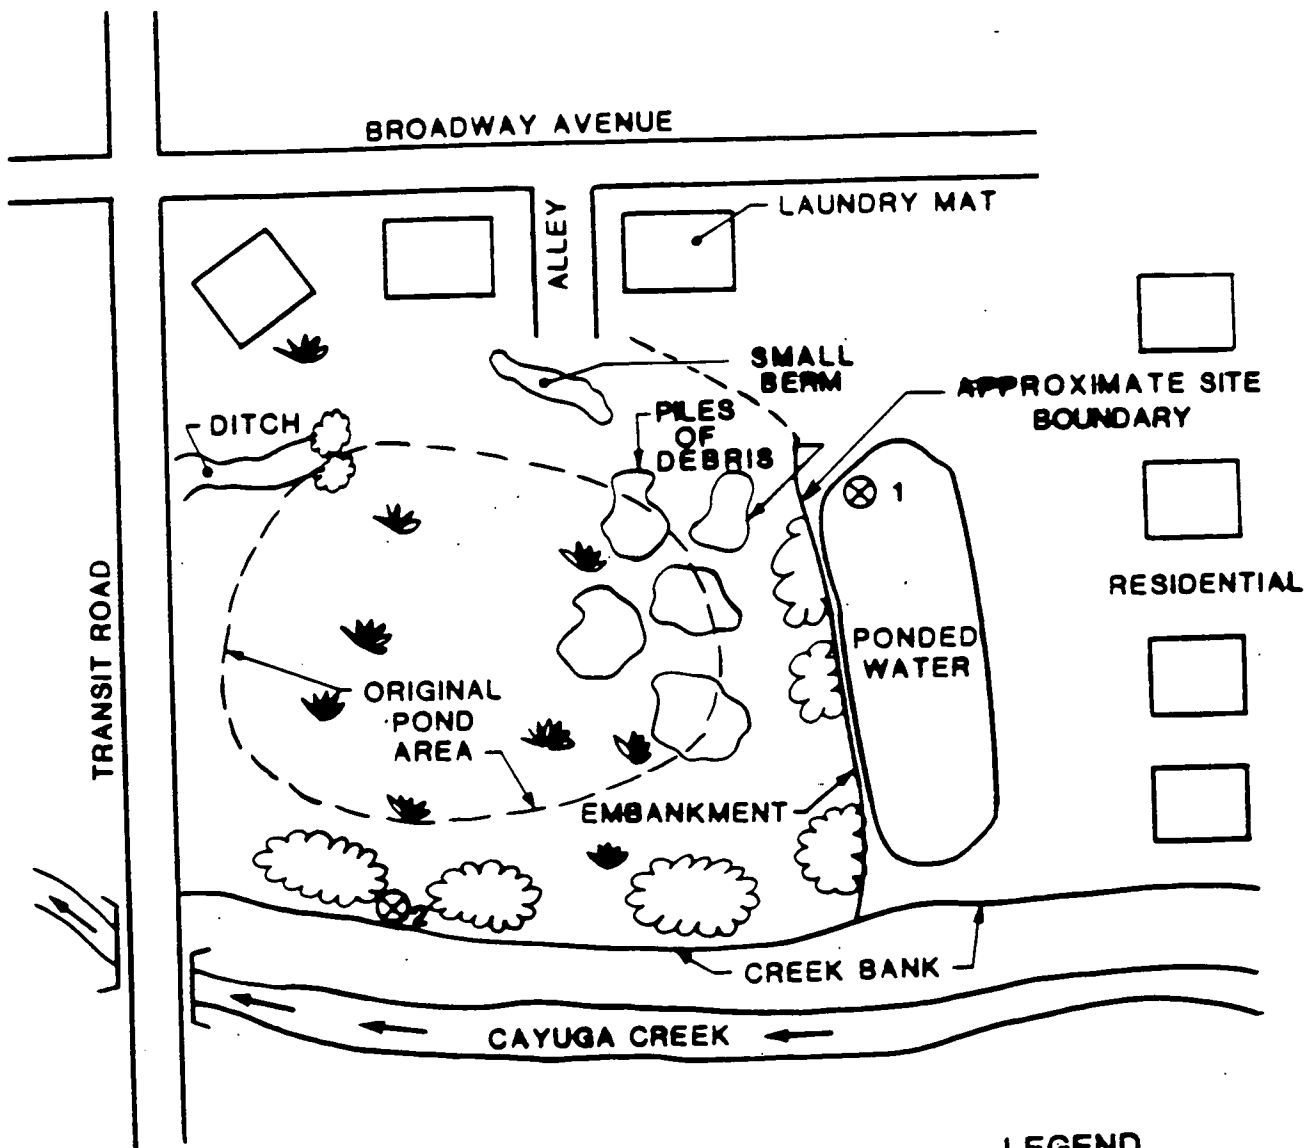 BROADWAY AVENUE
LAUNDRY MAT
ALLEY
SMALL
BERM
APPROXIMATE SITE
BOUNDARY
PILES
OF
DEBRIS
DITCH
1
RESIDENTIAL
PONDED
WATER
TRANSIT ROAD
ORIGINAL
POND
AREA
EMBANKMENT
2
CREEK BANK
CAYUGA CREEK
LEGEND